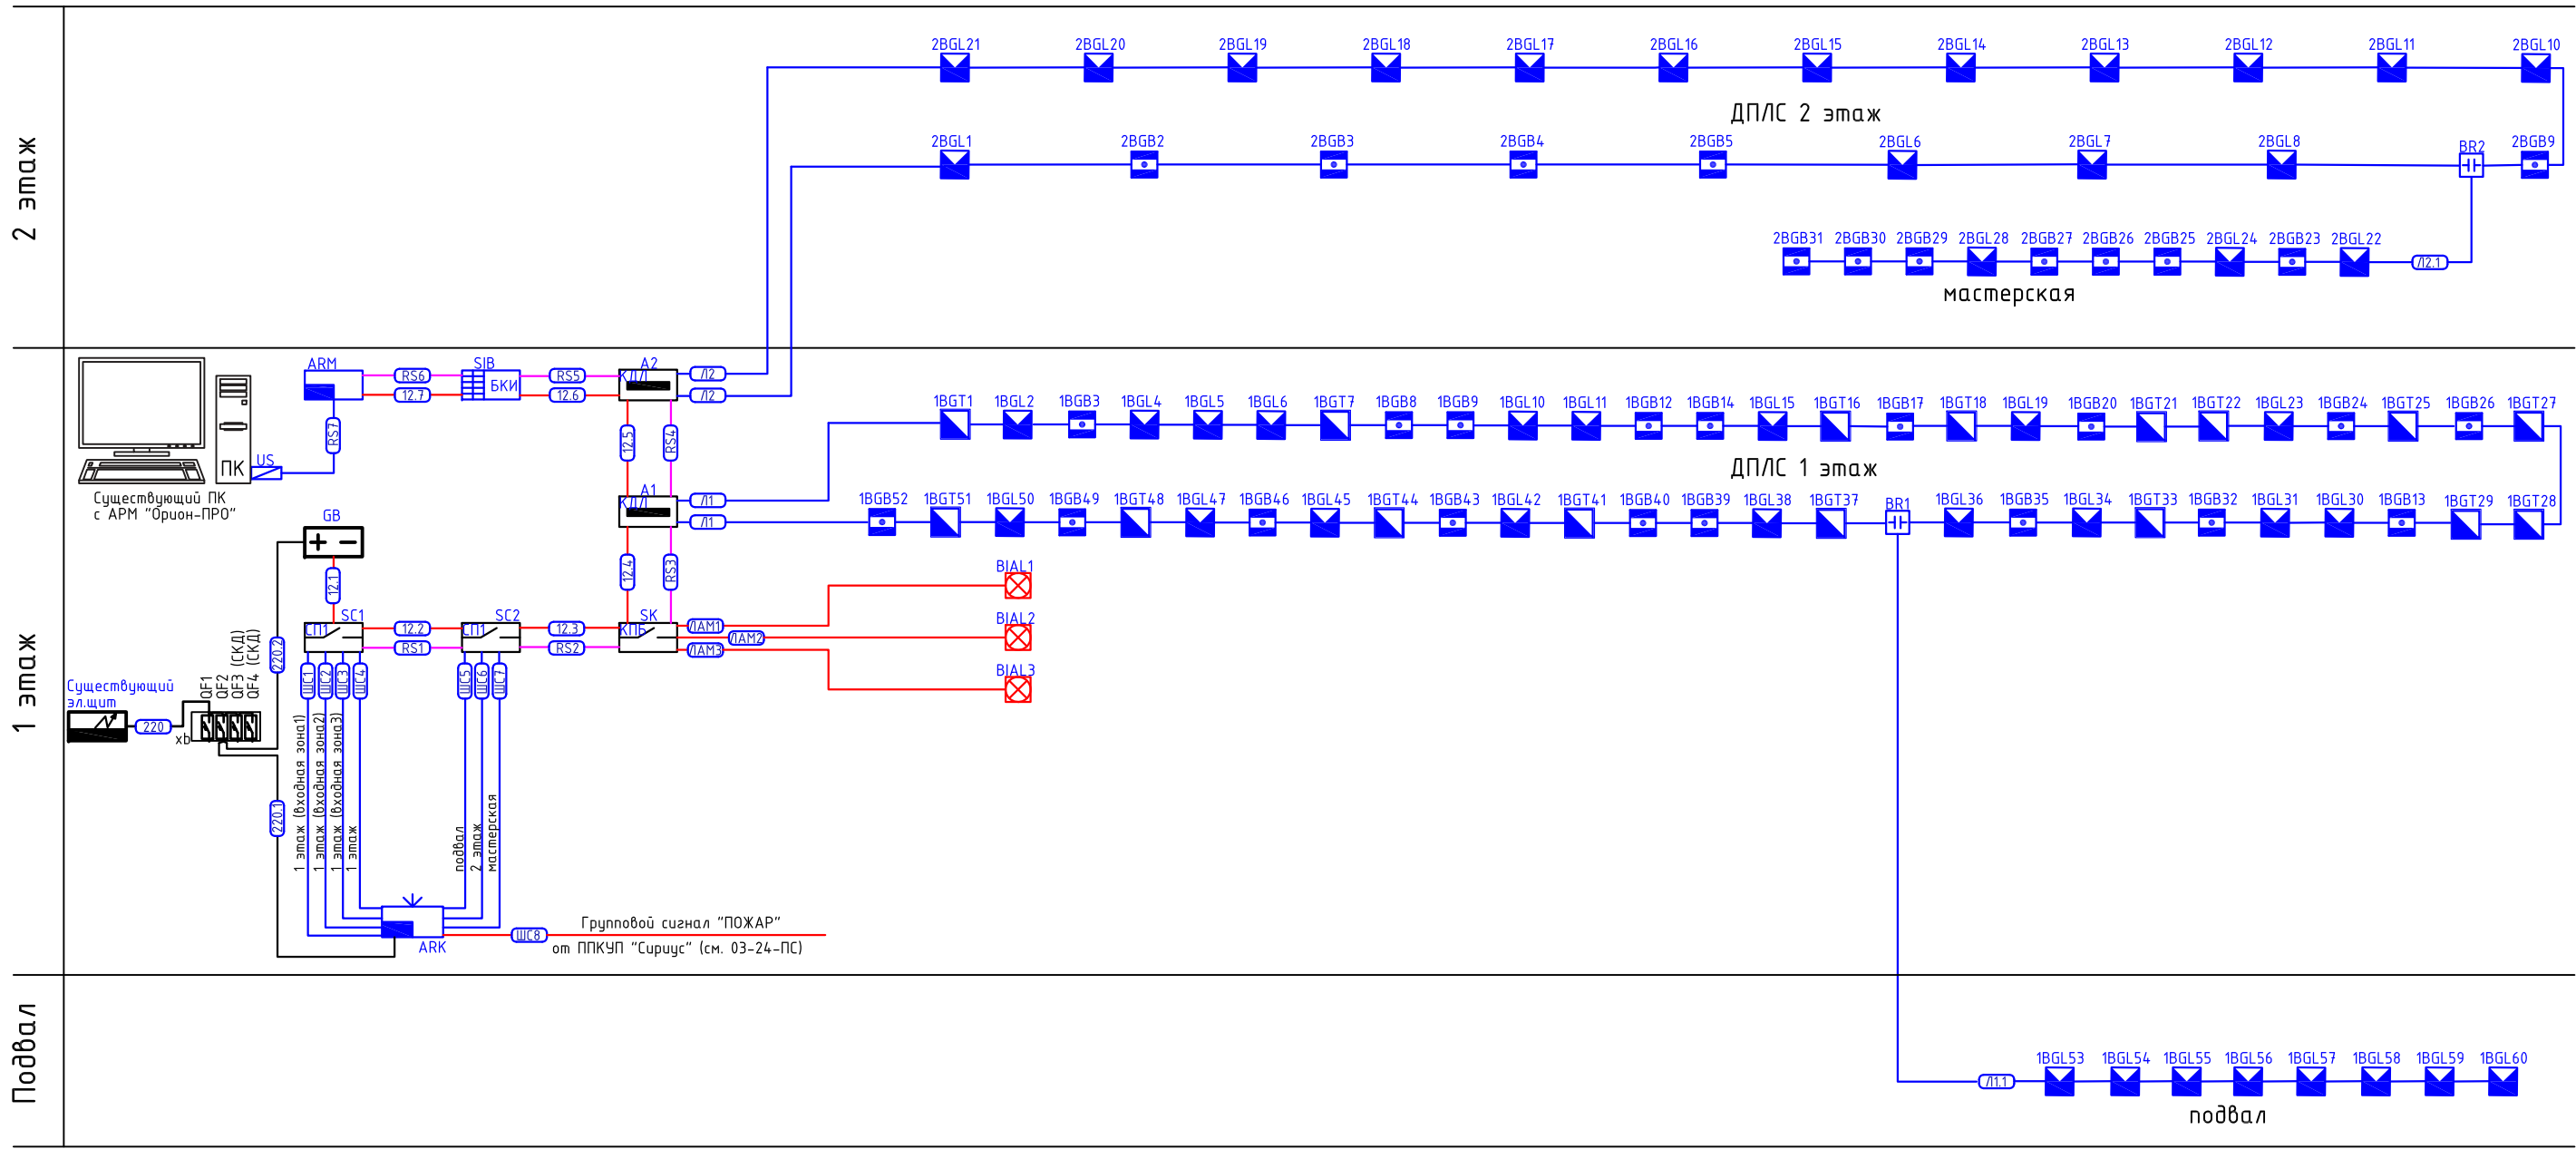 2 этаж
2BGL21 2BGL20 2BGL19 2BGL18 2BGL17 2BGL16 2BGL15 2BGL14 2BGL13 2BGL12 2BGL11 2BGL10
ДПЛС 2 этаж
2BGL1 2BGB2 2BGB3 2BGB4 2BGB5 2BGL6 2BGL7 2BGL8 BR2 2BGB9
2BGB31 2BGB30 2BGB29 2BGL28 2BGB27 2BGB26 2BGB25 2BGL24 2BGB23 2BGL22 Л2.1
мастерская
1 этаж
ARM RS6 SIB RS5 A2 Л2
12.7 БКИ 12.6 КДЛ Л2
RS7 12.5 RS4
ПК US
Существующий ПК
с АРМ "Орион-ПРО"
1BGT1 1BGL2 1BGB3 1BGL4 1BGL5 1BGL6 1BGT7 1BGB8 1BGB9 1BGL10 1BGL11 1BGB12 1BGB14 1BGL15 1BGT16 1BGB17 1BGT18 1BGL19 1BGB20 1BGT21 1BGT22 1BGL23 1BGB24 1BGT25 1BGB26 1BGT27
ДПЛС 1 этаж
A1 Л1
КДЛ Л1
1BGB52 1BGT51 1BGL50 1BGB49 1BGT48 1BGL47 1BGB46 1BGL45 1BGT44 1BGB43 1BGL42 1BGT41 1BGB40 1BGB39 1BGL38 1BGT37 BR1 1BGL36 1BGB35 1BGL34 1BGT33 1BGB32 1BGL31 1BGL30 1BGB13 1BGT29 1BGT28
GB
12.1 12.4 RS3
BIAL1
SC1 SC2 SK
СП1 12.2 СП1 12.3 КПБ ЛАМ1
RS1 RS2 ЛАМ2
ЛАМ3
BIAL2
BIAL3
220.2
ШС1 ШС2 ШС3 ШС4 ШС5 ШС6 ШС7
Существующий
эл.щит
220
xb
QF1
QF2
QF3 (СКД)
QF4 (СКД)
220.1
1 этаж (входная зона1)
1 этаж (входная зона2)
1 этаж (входная зона3)
1 этаж
подвал
2 этаж
мастерская
ARK
ШС8
Групповой сигнал "ПОЖАР"
от ППКУП "Сириус" (см. 03-24-ПС)
Подвал
Л1.1 1BGL53 1BGL54 1BGL55 1BGL56 1BGL57 1BGL58 1BGL59 1BGL60
подвал